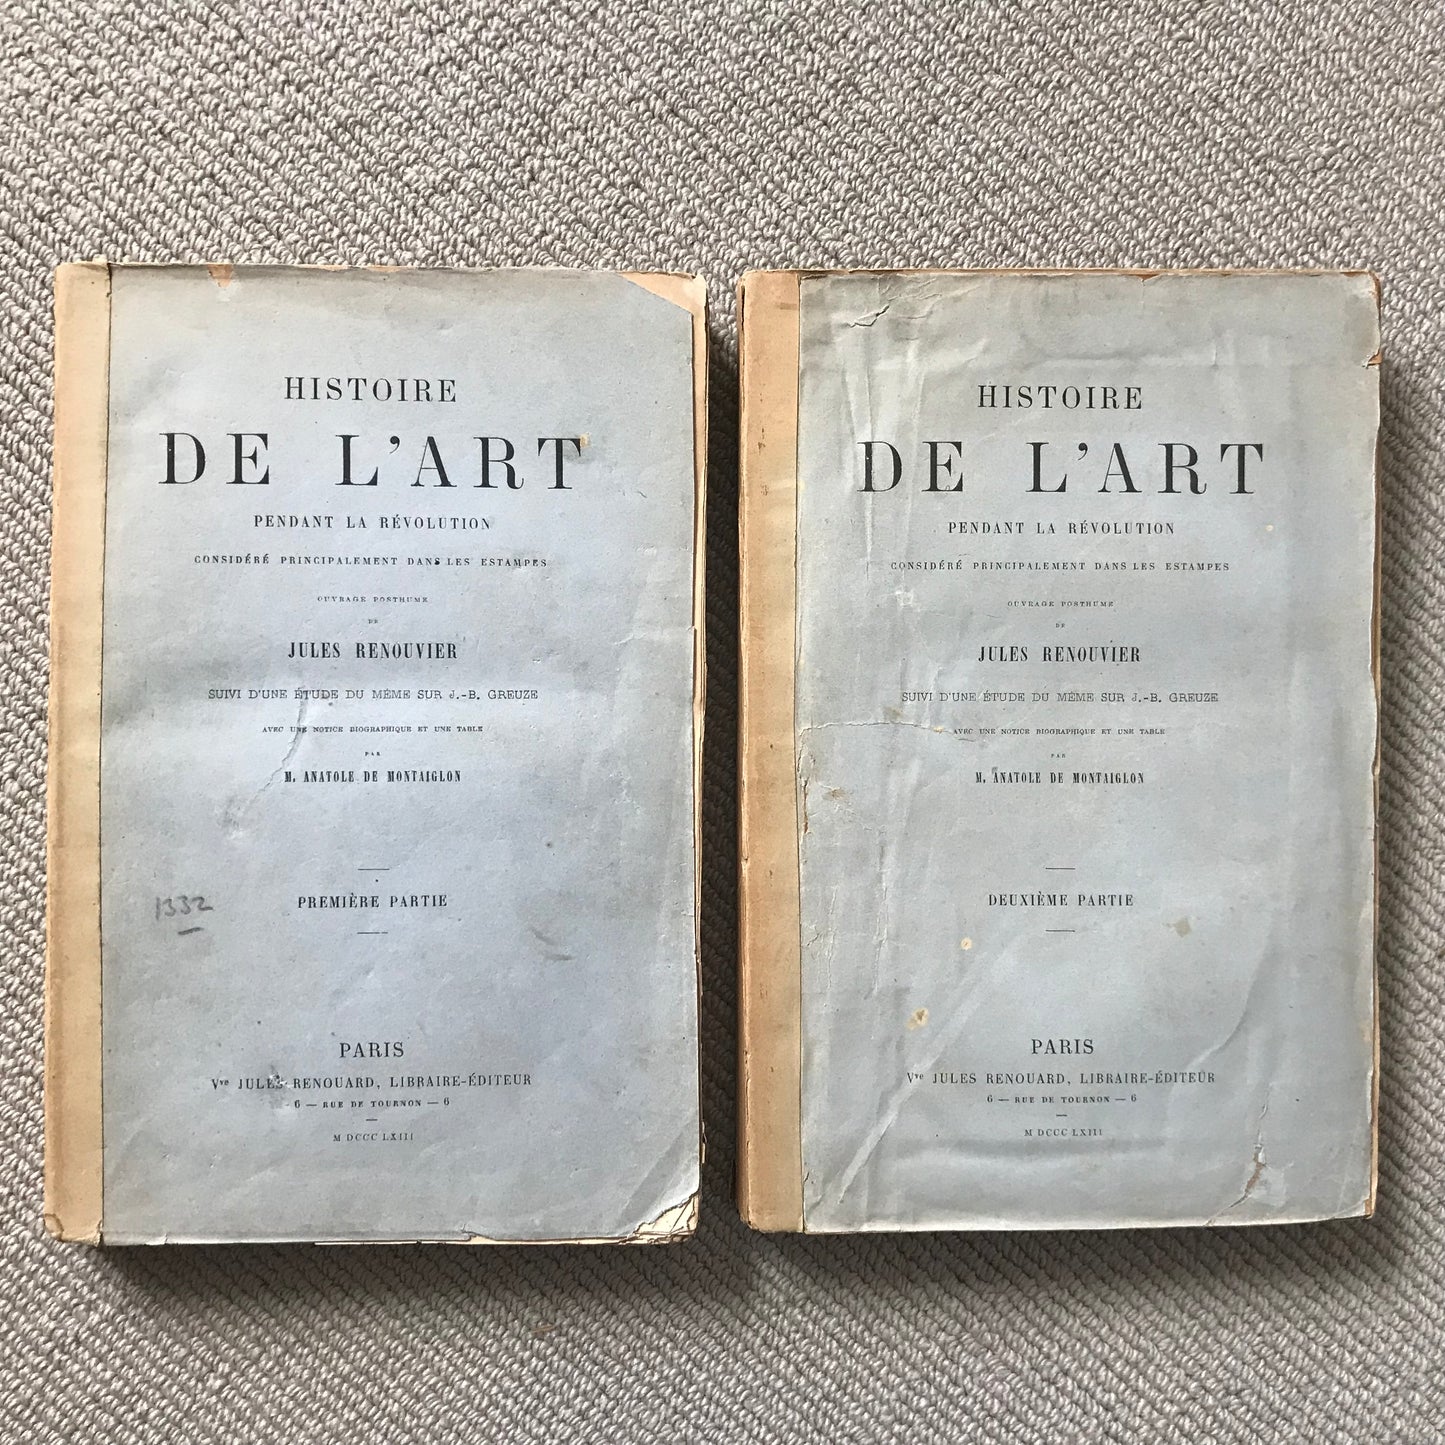 HISTOIRE
DE L'ART
PENDANT LA RÉVOLUTION
CONSIDÉRÉ PRINCIPALEMENT DANS LES ESTAMPES
OUVRAGE POSTHUME
DE
JULES RENOUVIER
SUIVI D'UNE ÉTUDE DU MÊME SUR J.-B. GREUZE
AVEC UNE NOTICE BIOGRAPHIQUE ET UNE TABLE
PAR
M. ANATOLE DE MONTAIGLON
PREMIÈRE PARTIE
1332
PARIS
Vve JULES RENOUARD, LIBRAIRE-ÉDITEUR
6 — RUE DE TOURNON — 6
M DCCC LXIII
HISTOIRE
DE L'ART
PENDANT LA RÉVOLUTION
CONSIDÉRÉ PRINCIPALEMENT DANS LES ESTAMPES
OUVRAGE POSTHUME
DE
JULES RENOUVIER
SUIVI D'UNE ÉTUDE DU MÊME SUR J.-B. GREUZE
AVEC UNE NOTICE BIOGRAPHIQUE ET UNE TABLE
PAR
M. ANATOLE DE MONTAIGLON
DEUXIÈME PARTIE
PARIS
Vve JULES RENOUARD, LIBRAIRE-ÉDITEUR
6 — RUE DE TOURNON — 6
M DCCC LXIII